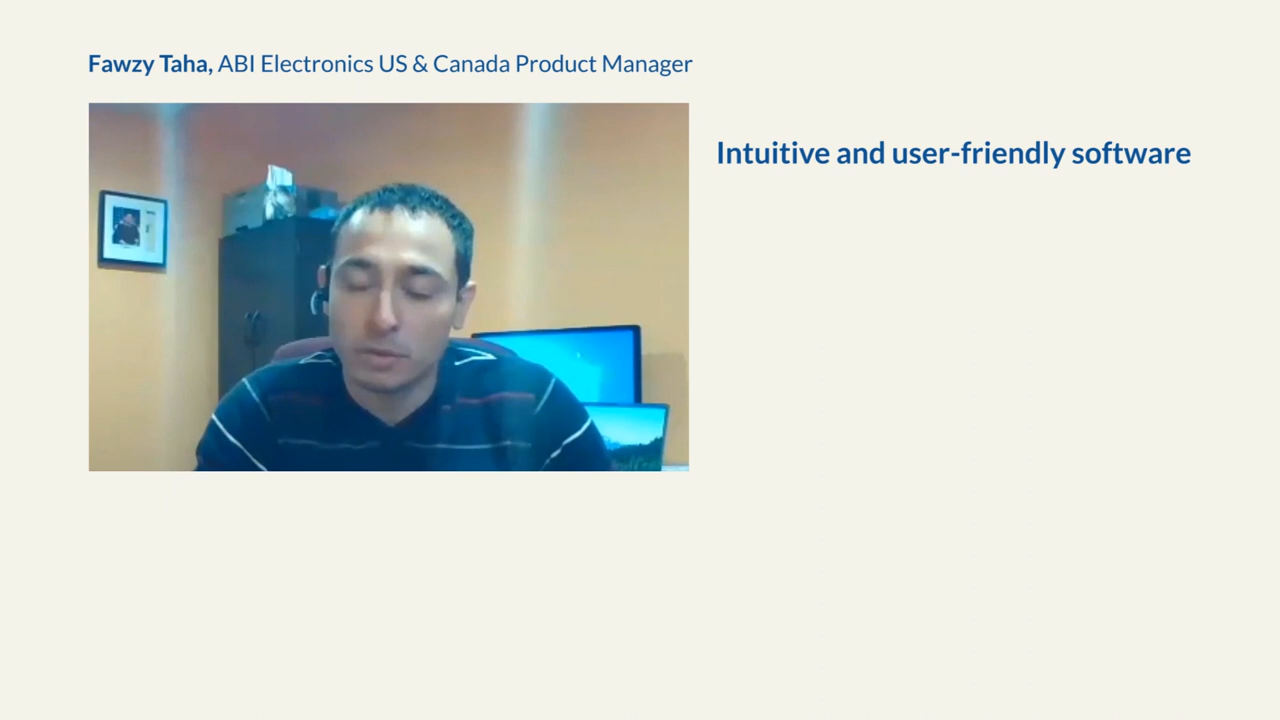 Fawzy Taha, ABI Electronics US & Canada Product Manager
Intuitive and user-friendly software